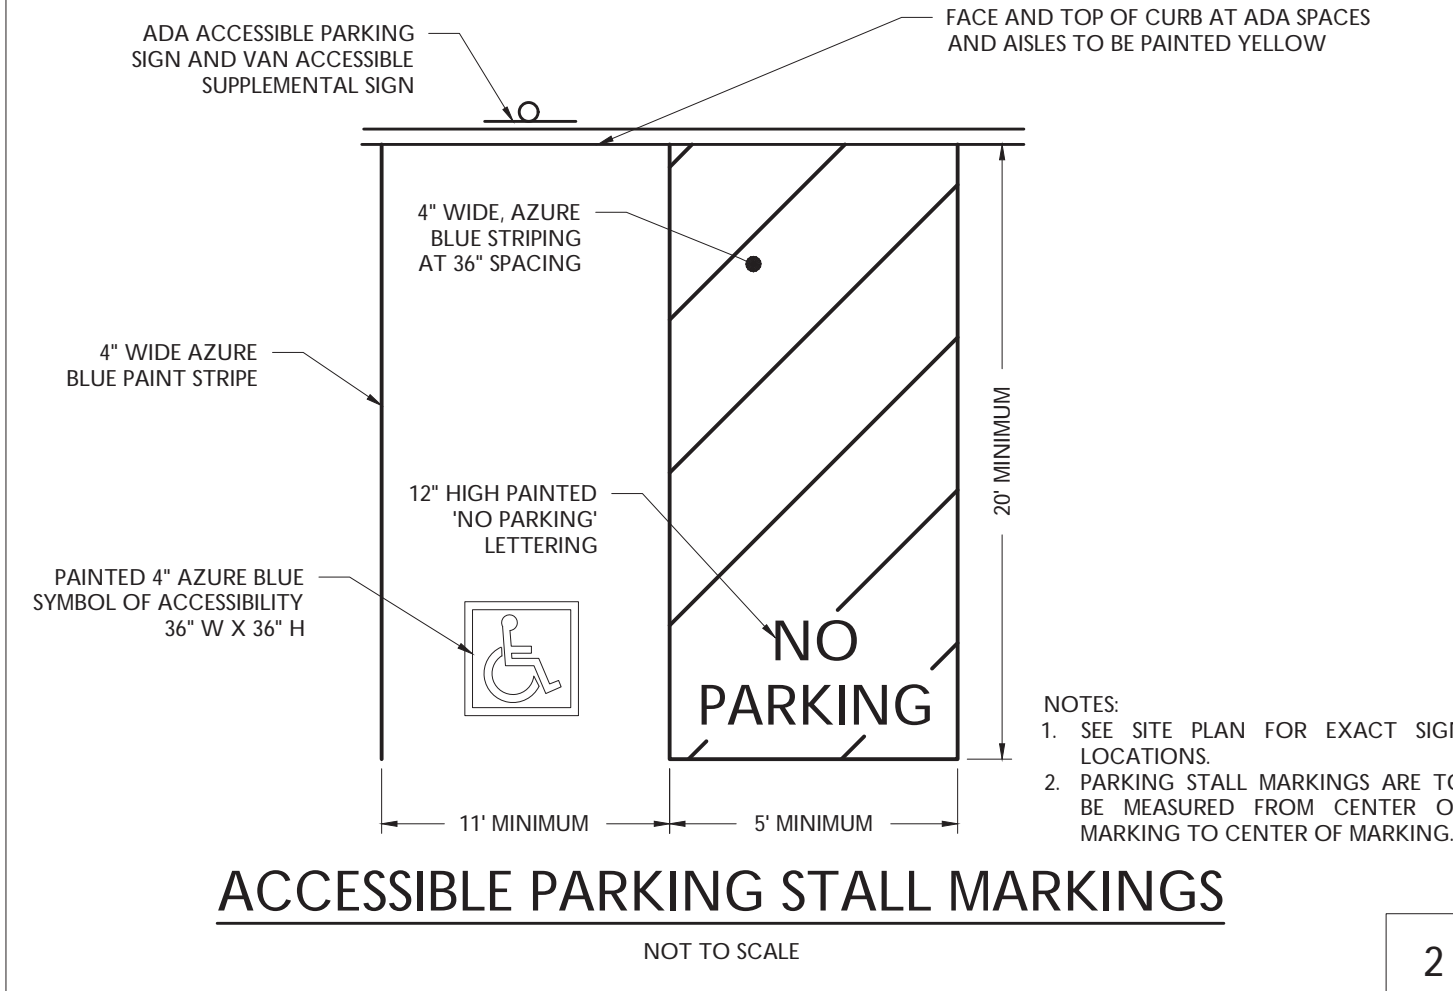 ADA ACCESSIBLE PARKING
SIGN AND VAN ACCESSIBLE
SUPPLEMENTAL SIGN
FACE AND TOP OF CURB AT ADA SPACES
AND AISLES TO BE PAINTED YELLOW
4" WIDE, AZURE
BLUE STRIPING
AT 36" SPACING
4" WIDE AZURE
BLUE PAINT STRIPE
20' MINIMUM
12" HIGH PAINTED
'NO PARKING'
LETTERING
PAINTED 4" AZURE BLUE
SYMBOL OF ACCESSIBILITY
36" W X 36" H
NO
PARKING
NOTES:
1. SEE SITE PLAN FOR EXACT SIGN
LOCATIONS.
2. PARKING STALL MARKINGS ARE TO
BE MEASURED FROM CENTER O
MARKING TO CENTER OF MARKING.
11' MINIMUM
5' MINIMUM
ACCESSIBLE PARKING STALL MARKINGS
NOT TO SCALE
2